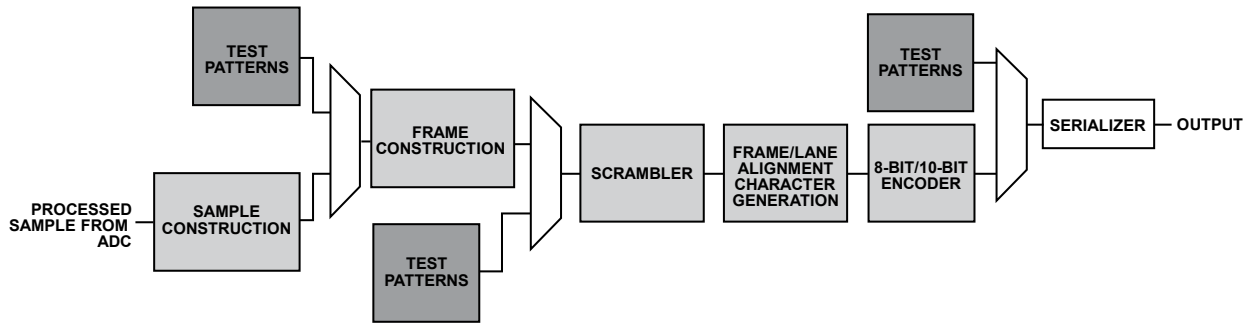 TEST
PATTERNS
PROCESSED
SAMPLE FROM
ADC
SAMPLE
CONSTRUCTION
FRAME
CONSTRUCTION
TEST
PATTERNS
SCRAMBLER
FRAME/LANE
ALIGNMENT
CHARACTER
GENERATION
8-BIT/10-BIT
ENCODER
TEST
PATTERNS
SERIALIZER
OUTPUT